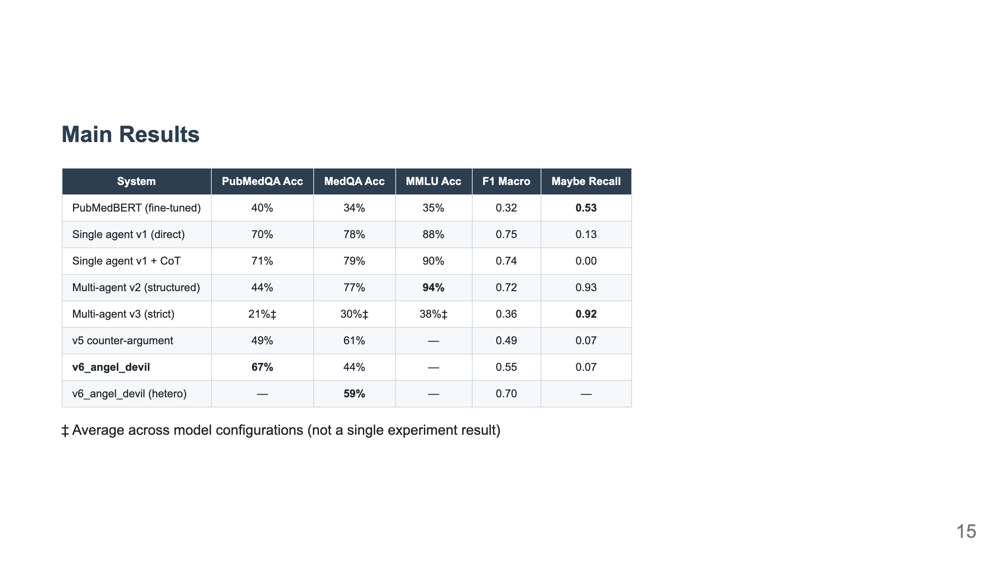 Main Results
System PubMedQA Acc MedQA Acc MMLU Acc F1 Macro Maybe Recall
PubMedBERT (fine-tuned) 40% 34% 35% 0.32 0.53
Single agent v1 (direct) 70% 78% 88% 0.75 0.13
Single agent v1 + CoT 71% 79% 90% 0.74 0.00
Multi-agent v2 (structured) 44% 77% 94% 0.72 0.93
Multi-agent v3 (strict) 21%‡ 30%‡ 38%‡ 0.36 0.92
v5 counter-argument 49% 61% — 0.49 0.07
v6_angel_devil 67% 44% — 0.55 0.07
v6_angel_devil (hetero) — 59% — 0.70 —
‡ Average across model configurations (not a single experiment result)
15